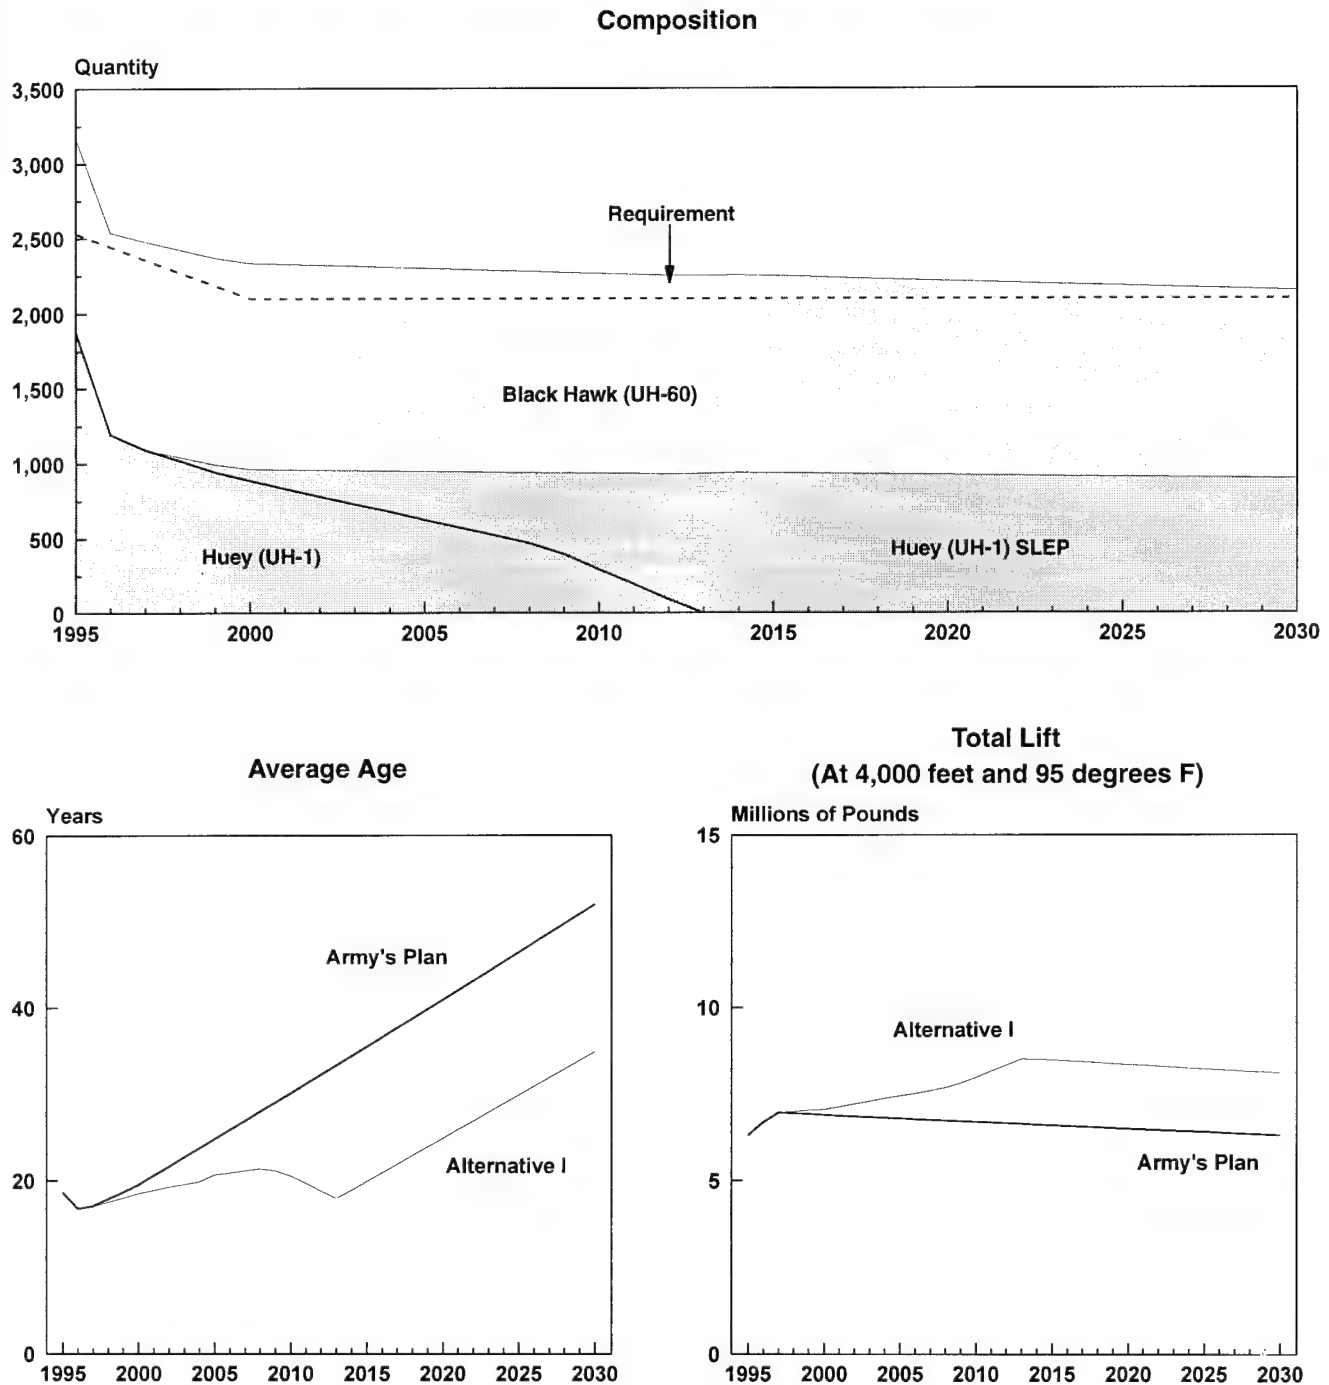 Composition
Quantity
3,500
3,000
2,500
2,000
1,500
1,000
500
0
Requirement
Black Hawk (UH-60)
Huey (UH-1)
Huey (UH-1) SLEP
1995 2000 2005 2010 2015 2020 2025 2030
Average Age
Years
60
40
20
0
Army's Plan
Alternative I
1995 2000 2005 2010 2015 2020 2025 2030
Total Lift
(At 4,000 feet and 95 degrees F)
Millions of Pounds
15
10
5
0
Alternative I
Army's Plan
1995 2000 2005 2010 2015 2020 2025 2030